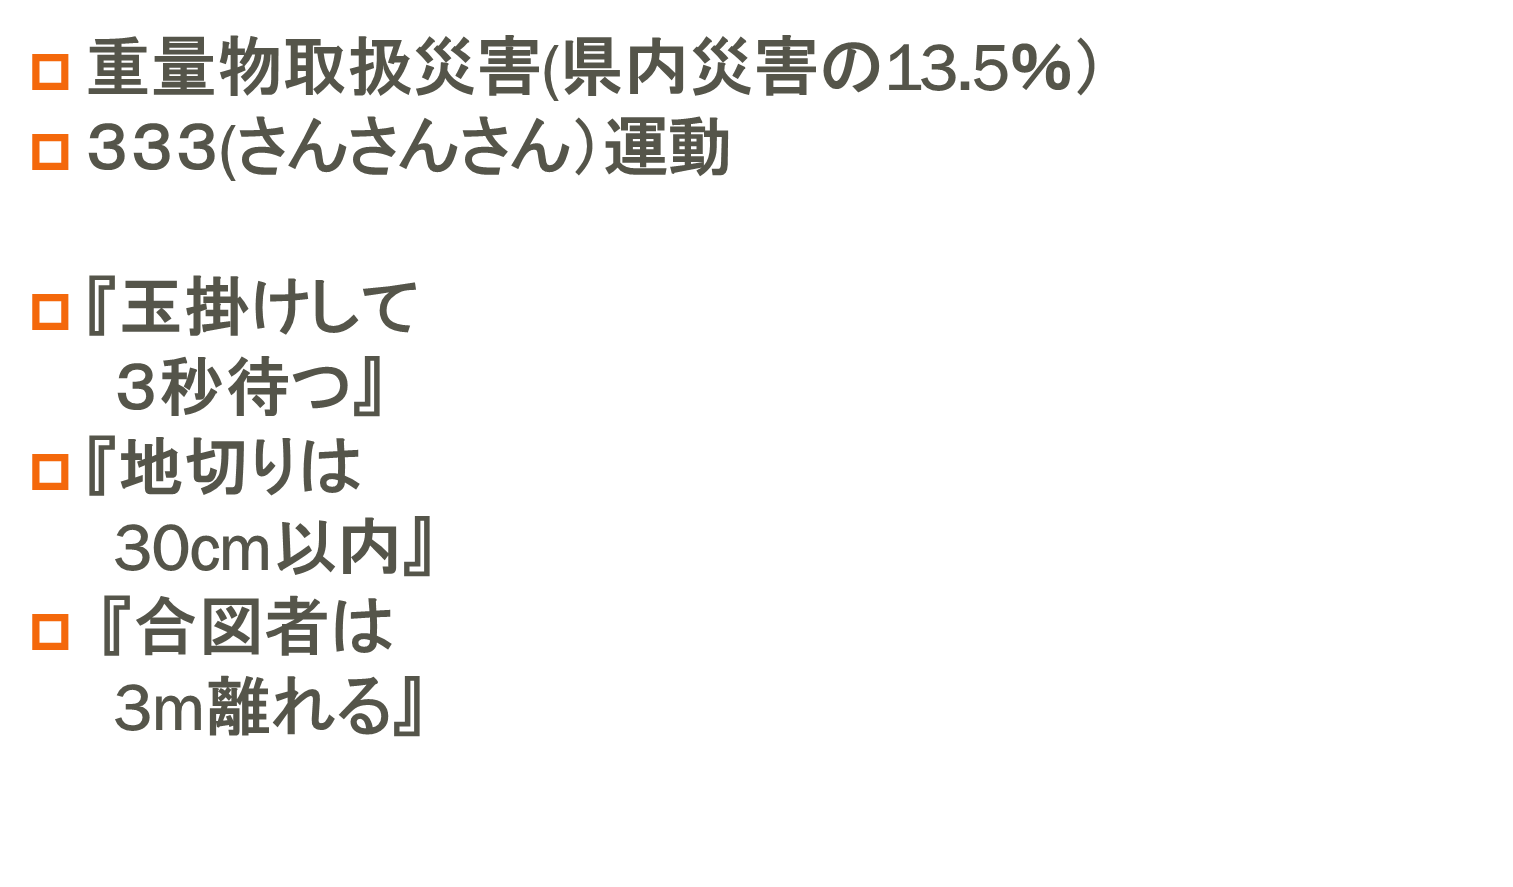 重量物取扱災害(県内災害の13.5%）
３３３(さんさんさん）運動
『玉掛けして
３秒待つ』
『地切りは
30cm以内』
『合図者は
3m離れる』